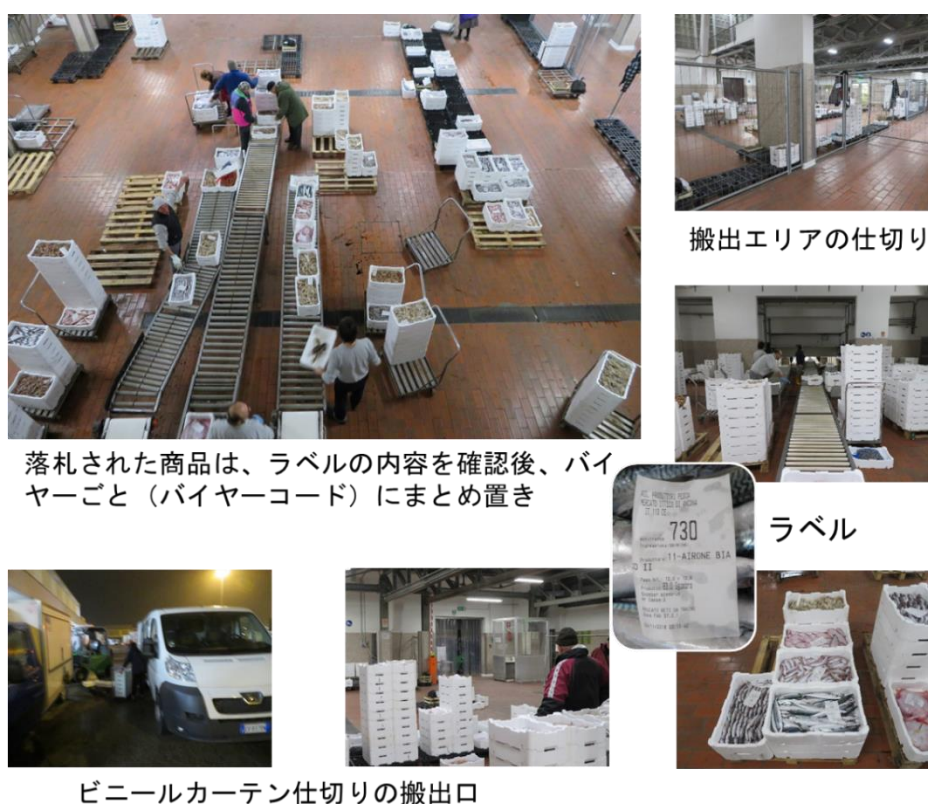 搬出エリアの仕切り
落札された商品は、ラベルの内容を確認後、バイ
ヤーごと（バイヤーコード）にまとめ置き
730
11-AIRONE BIA
ラベル
ビニールカーテン仕切りの搬出口